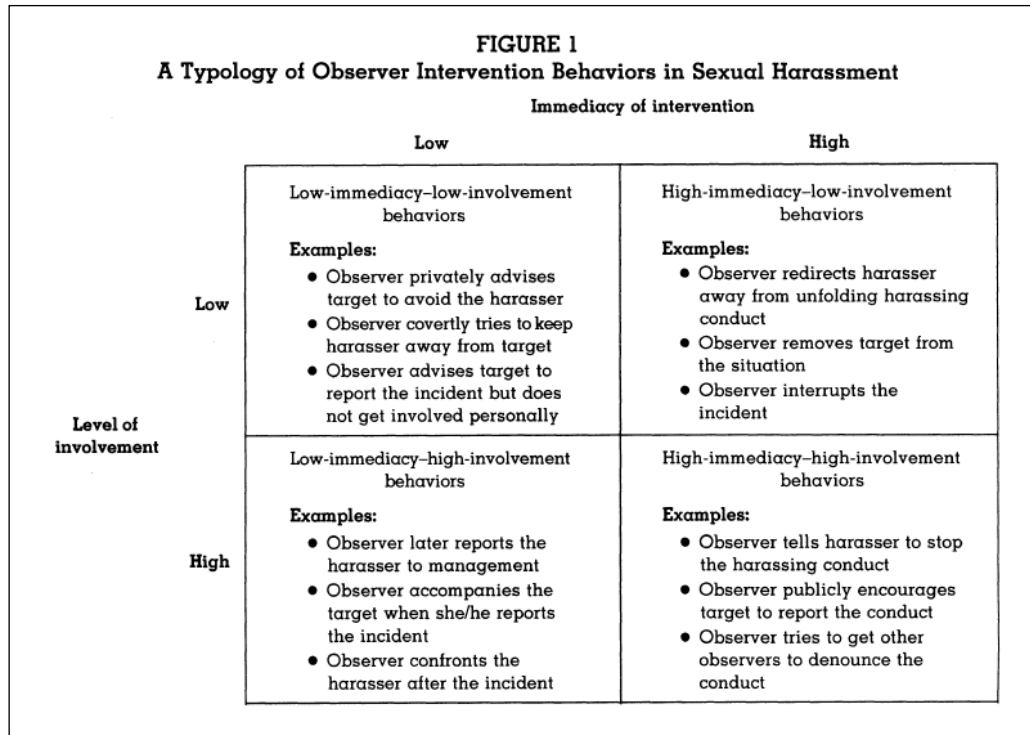 FIGURE 1
A Typology of Observer Intervention Behaviors in Sexual Harassment
Immediacy of intervention
Low
High
Low-immediacy–low-involvement
behaviors
Examples:
● Observer privately advises
target to avoid the harasser
● Observer covertly tries to keep
harasser away from target
● Observer advises target to
report the incident but does
not get involved personally
High-immediacy–low-involvement
behaviors
Examples:
● Observer redirects harasser
away from unfolding harassing
conduct
● Observer removes target from
the situation
● Observer interrupts the
incident
Low
Level of
involvement
Low-immediacy–high-involvement
behaviors
Examples:
● Observer later reports the
harasser to management
● Observer accompanies the
target when she/he reports
the incident
● Observer confronts the
harasser after the incident
High-immediacy–high-involvement
behaviors
Examples:
● Observer tells harasser to stop
the harassing conduct
● Observer publicly encourages
target to report the conduct
● Observer tries to get other
observers to denounce the
conduct
High